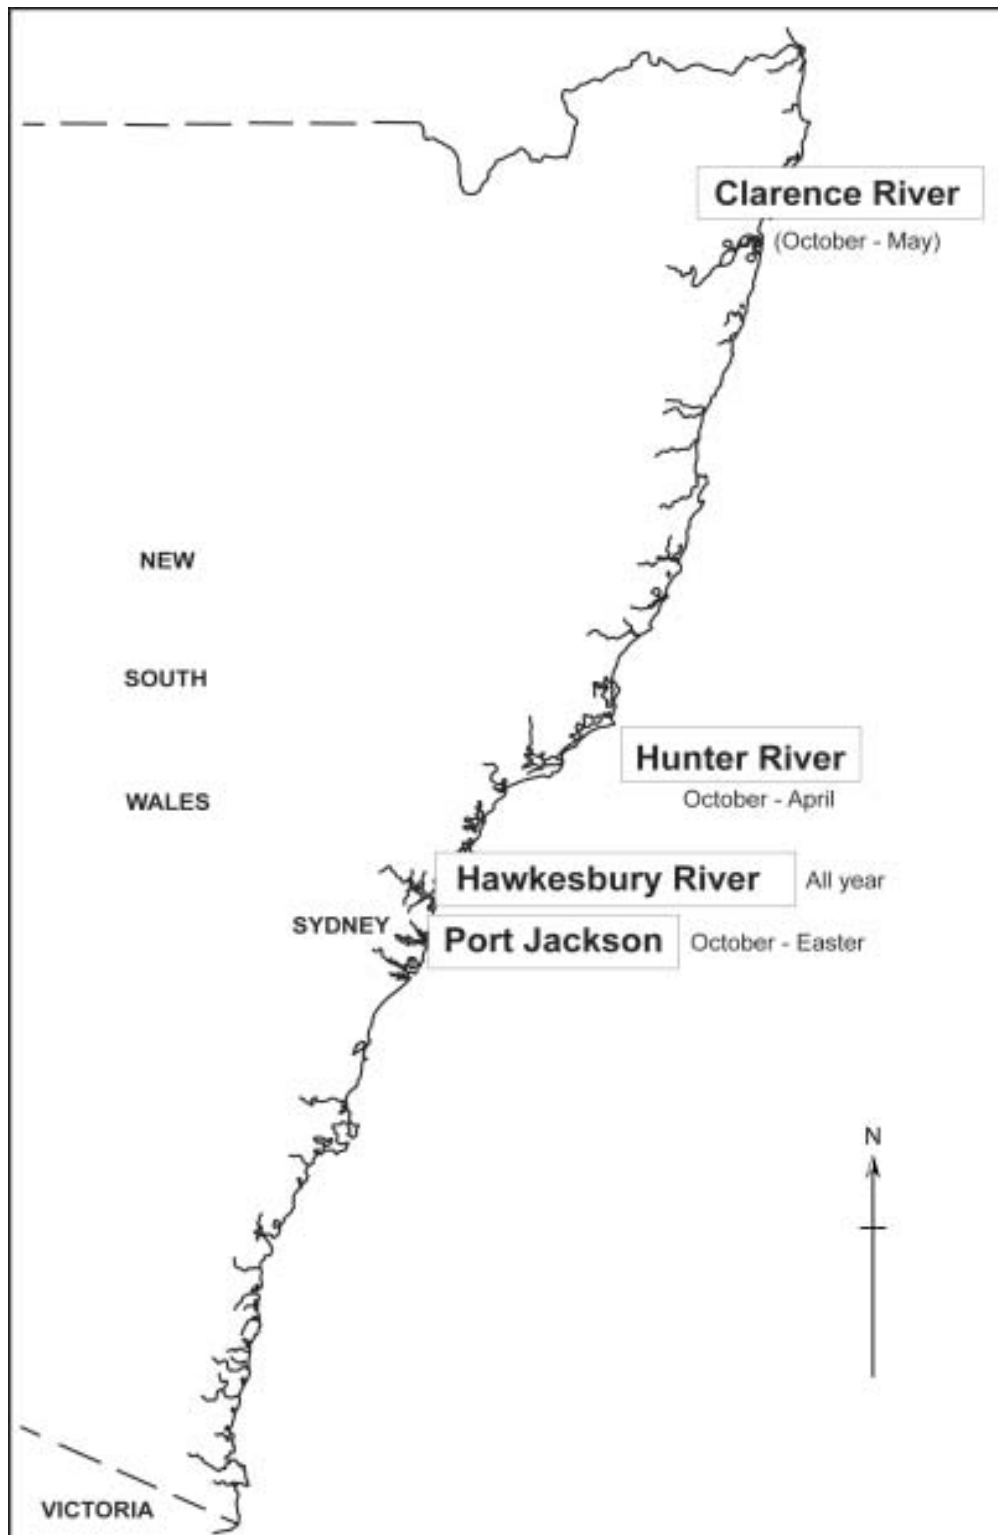 Clarence River
(October - May)
NEW
SOUTH
Hunter River
WALES
October - April
Hawkesbury River
All year
SYDNEY
Port Jackson
October - Easter
N
VICTORIA